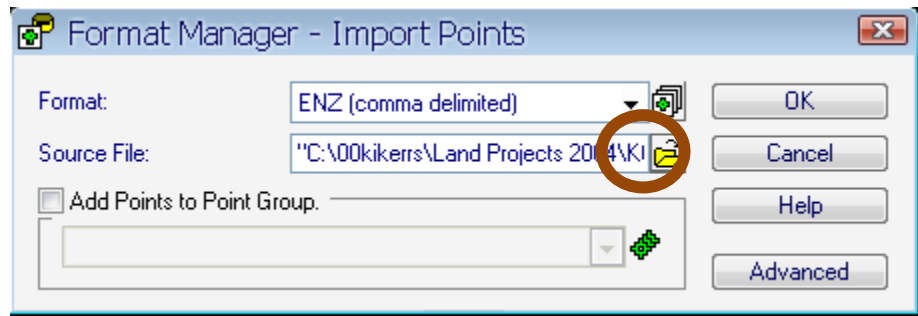 Format Manager - Import Points
Format: ENZ (comma delimited) OK
Source File: "C:\00kikerrs\Land Projects 2004\K Cancel
Add Points to Point Group. Help
Advanced